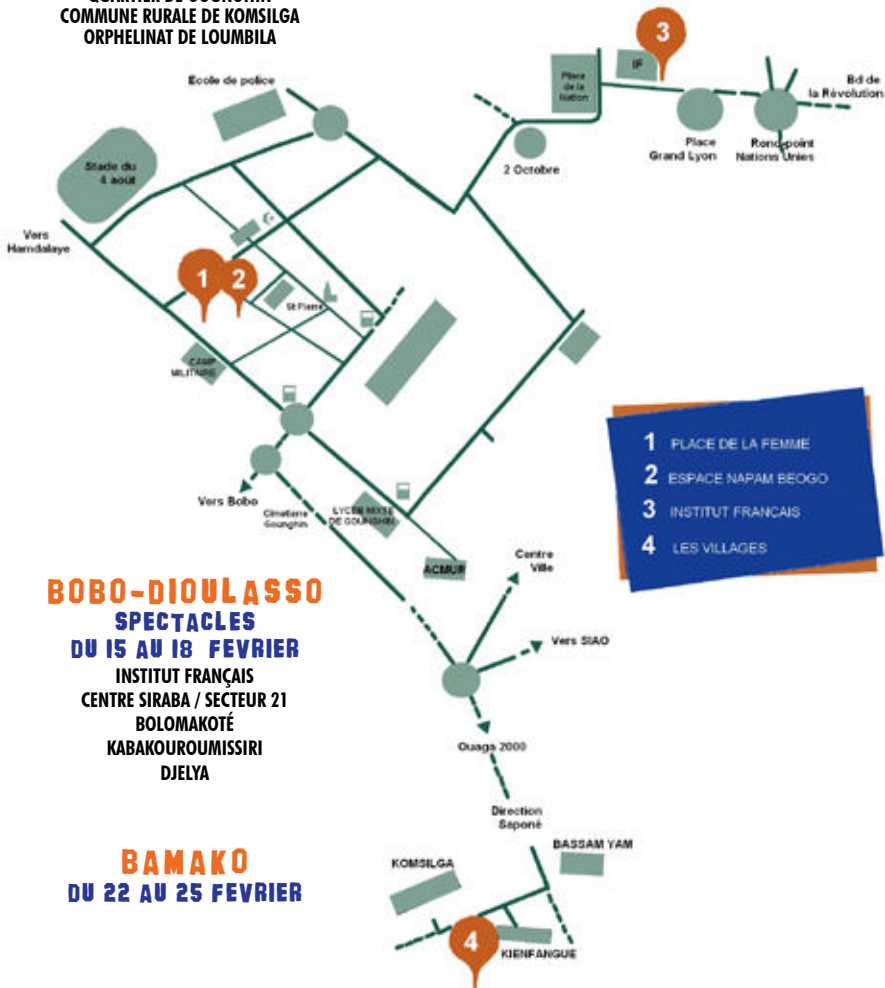 COMMUNE RURALE DE KOMSILGA
ORPHELINAT DE LOUMBILA
Ecole de police
Stade du
4 août
Vers
Hamdalaye
1
2
St Pierre
CAMP
MILITAIRE
Vers Bobo
Cimetière
Gounghin
LYCEE MIXTE
DE GOUNGHIN
ACMUR
3
IF
Place
de la
Nation
2 Octobre
Place
Grand Lyon
Rond-point
Nations Unies
Bd de
la Révolution
1 PLACE DE LA FEMME
2 ESPACE NAPAM BEOGO
3 INSTITUT FRANÇAIS
4 LES VILLAGES
Centre
Ville
Vers SIAO
Ouaga 2000
Direction
Saponé
BASSAM YAM
KOMSILGA
4
KIENFANGUE
BOBO-DIOULASSO
SPECTACLES
DU 15 AU 18 FEVRIER
INSTITUT FRANÇAIS
CENTRE SIRABA / SECTEUR 21
BOLOMAKOTÉ
KABAKOUROUMISSIRI
DJELYA
BAMAKO
DU 22 AU 25 FEVRIER